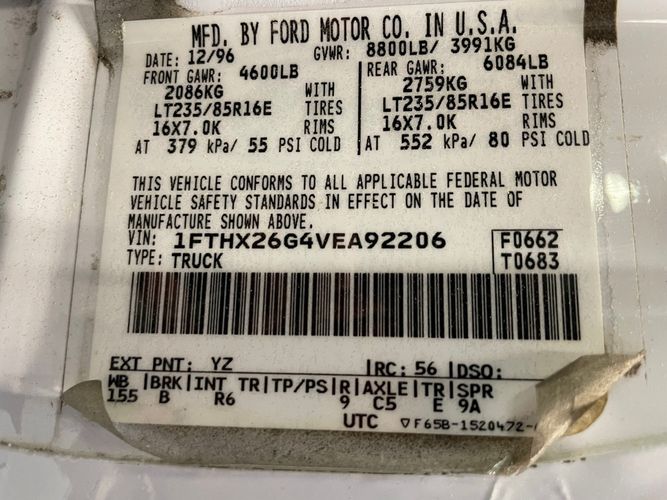 MFD. BY FORD MOTOR CO. IN U.S.A.
DATE: 12/96 GVWR: 8800LB/ 3991KG
FRONT GAWR: 4600LB REAR GAWR: 6084LB
2086KG WITH 2759KG WITH
LT235/85R16E TIRES LT235/85R16E TIRES
16X7.0K RIMS 16X7.0K RIMS
AT 379 kPa/ 55 PSI COLD AT 552 kPa/ 80 PSI COLD
THIS VEHICLE CONFORMS TO ALL APPLICABLE FEDERAL MOTOR
VEHICLE SAFETY STANDARDS IN EFFECT ON THE DATE OF
MANUFACTURE SHOWN ABOVE.
VIN: 1FTHX26G4VEA92206 F0662
TYPE: TRUCK T0683
EXT PNT: YZ RC: 56 DSO:
WB BRK INT TR TP/PS R AXLE TR SPR
155 B R6 9 C5 E 9A
UTC ▽F65B-1520472-